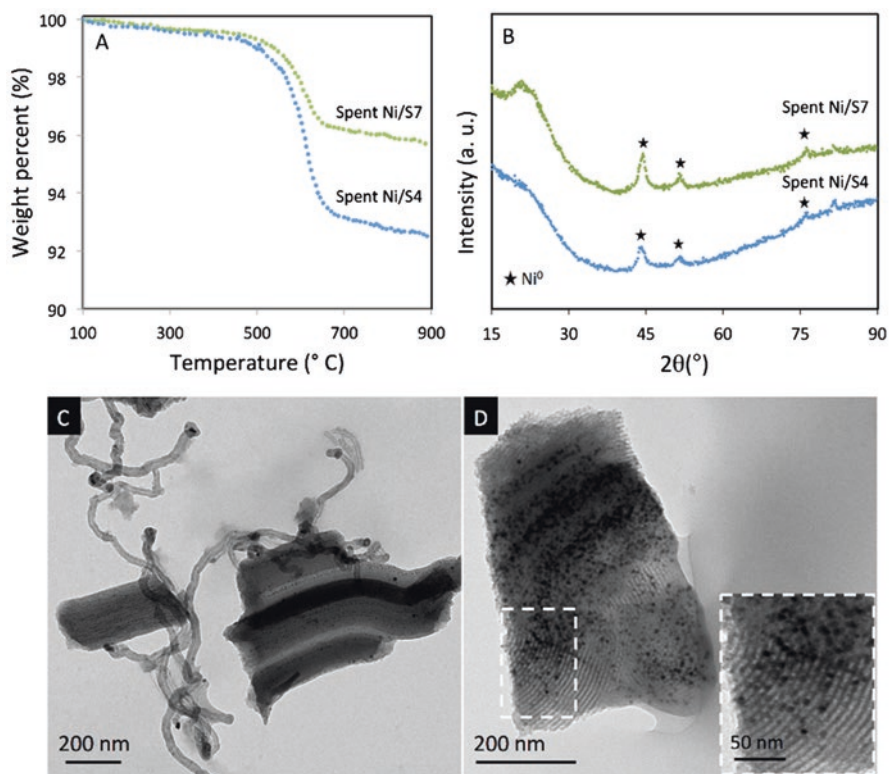 A
Weight percent (%)
100
98
96
94
92
90
Spent Ni/S7
Spent Ni/S4
100
300
500
700
900
Temperature (° C)
B
Intensity (a. u.)
Spent Ni/S7
Spent Ni/S4
★ Ni⁰
15
30
45
60
75
90
2θ(°)
C
200 nm
D
200 nm
50 nm